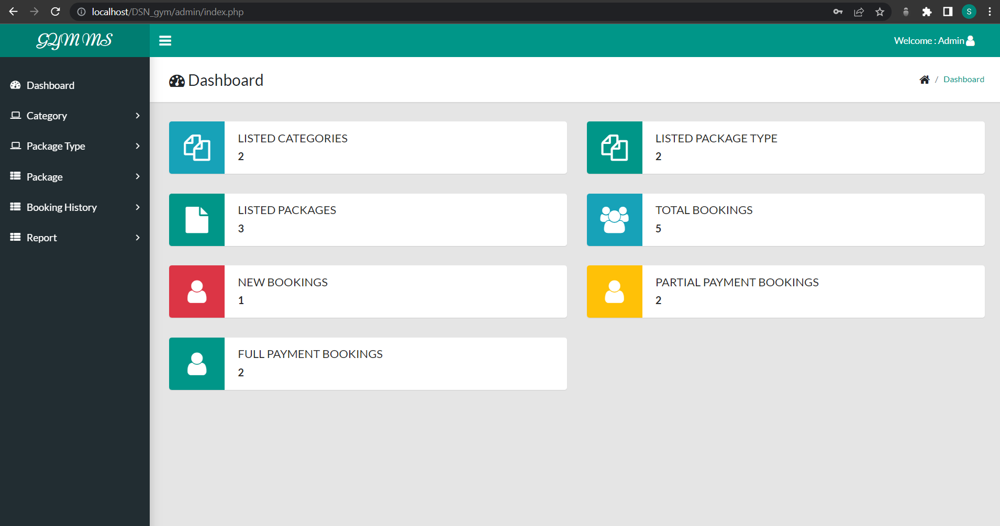 localhost/DSN_gym/admin/index.php
S
GYM MS
Welcome : Admin
Dashboard
Category
Package Type
Package
Booking History
Report
Dashboard
/ Dashboard
LISTED CATEGORIES
2
LISTED PACKAGE TYPE
2
LISTED PACKAGES
3
TOTAL BOOKINGS
5
NEW BOOKINGS
1
PARTIAL PAYMENT BOOKINGS
2
FULL PAYMENT BOOKINGS
2